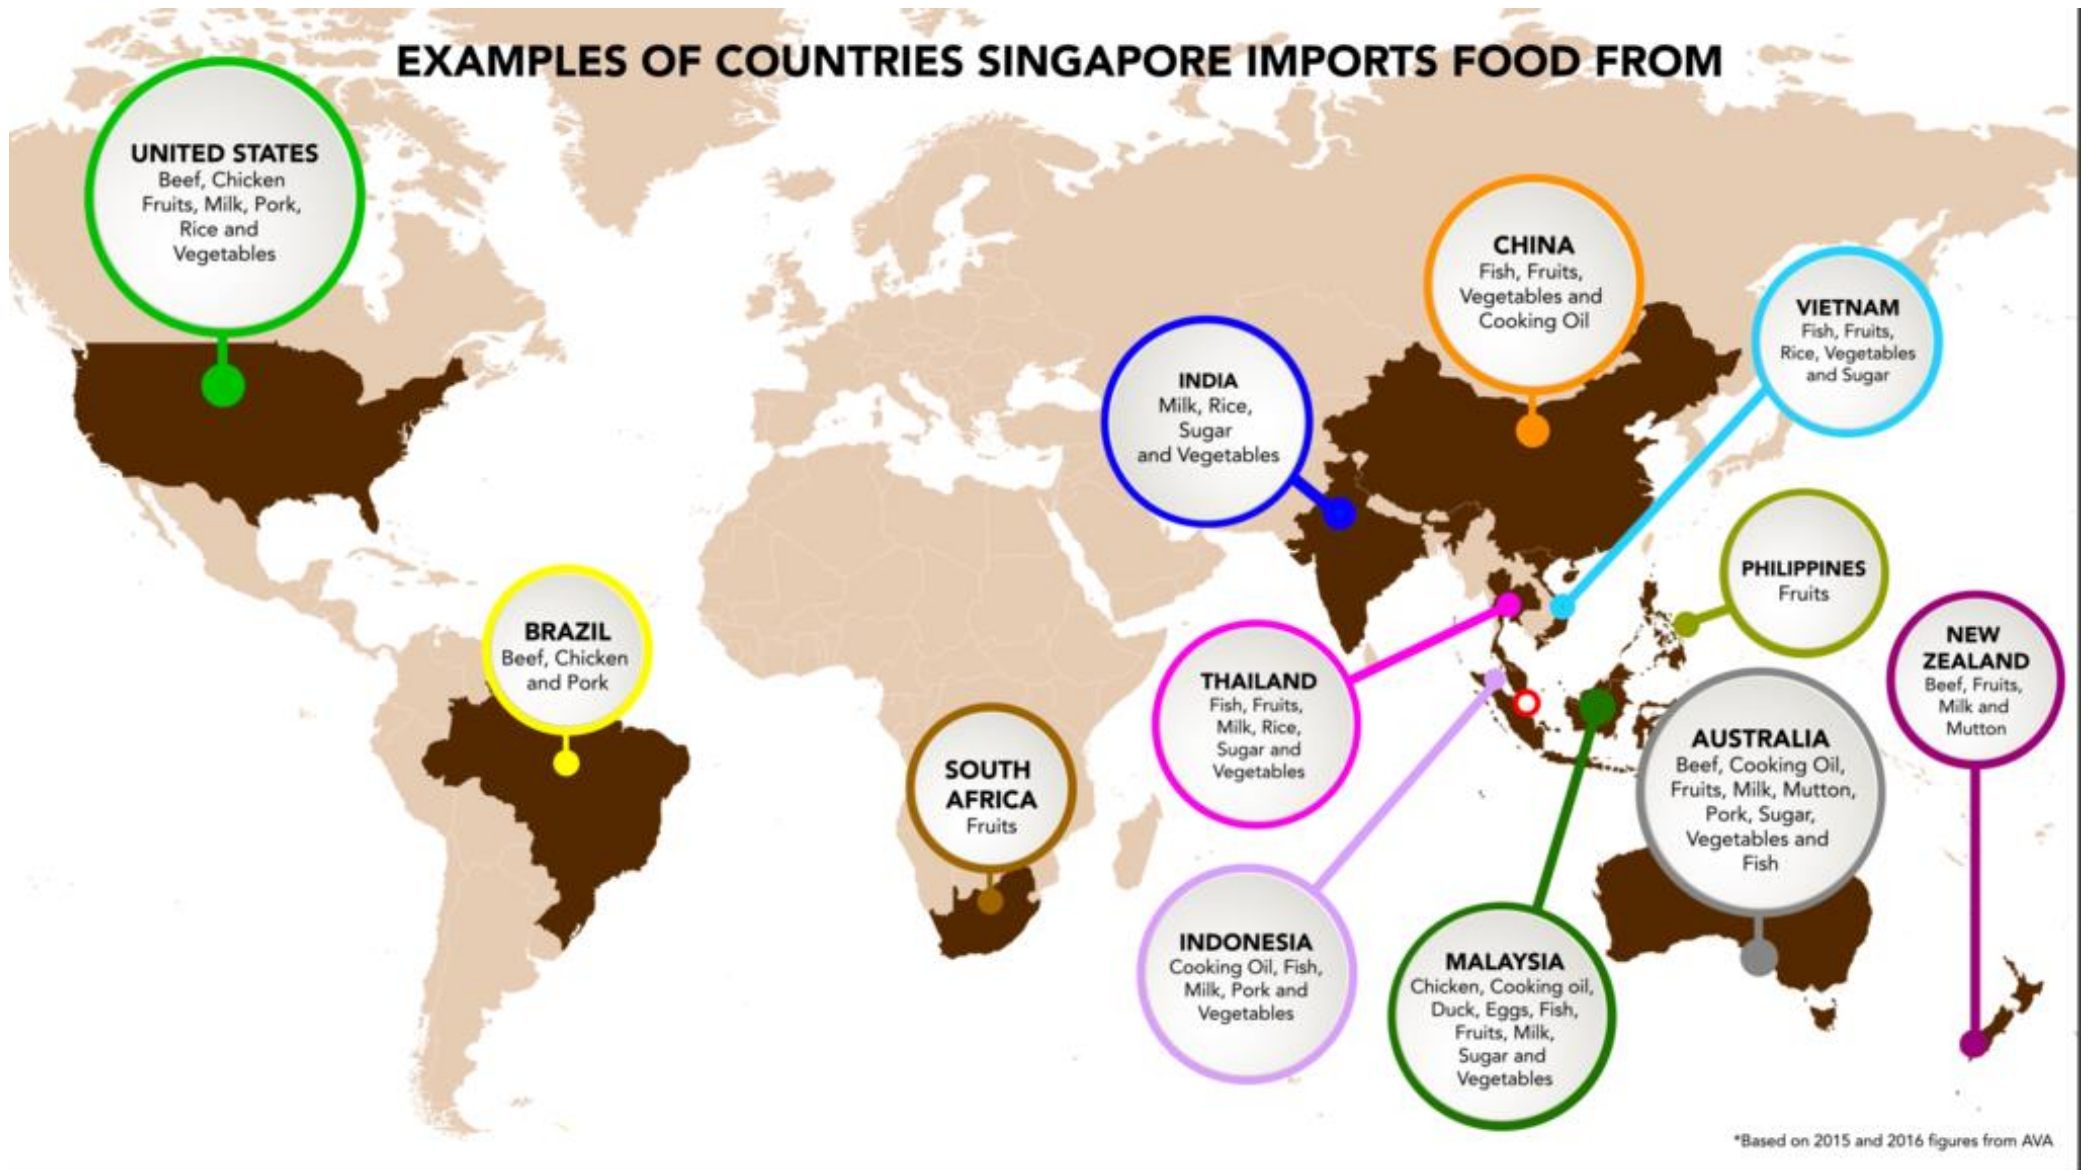 EXAMPLES OF COUNTRIES SINGAPORE IMPORTS FOOD FROM
UNITED STATES
Beef, Chicken
Fruits, Milk, Pork,
Rice and
Vegetables
CHINA
Fish, Fruits,
Vegetables and
Cooking Oil
VIETNAM
Fish, Fruits,
Rice, Vegetables
and Sugar
INDIA
Milk, Rice,
Sugar
and Vegetables
PHILIPPINES
Fruits
BRAZIL
Beef, Chicken
and Pork
NEW
ZEALAND
Beef, Fruits,
Milk and
Mutton
THAILAND
Fish, Fruits,
Milk, Rice,
Sugar and
Vegetables
SOUTH
AFRICA
Fruits
AUSTRALIA
Beef, Cooking Oil,
Fruits, Milk, Mutton,
Pork, Sugar,
Vegetables and
Fish
INDONESIA
Cooking Oil, Fish,
Milk, Pork and
Vegetables
MALAYSIA
Chicken, Cooking oil,
Duck, Eggs, Fish,
Fruits, Milk,
Sugar and
Vegetables
*Based on 2015 and 2016 figures from AVA